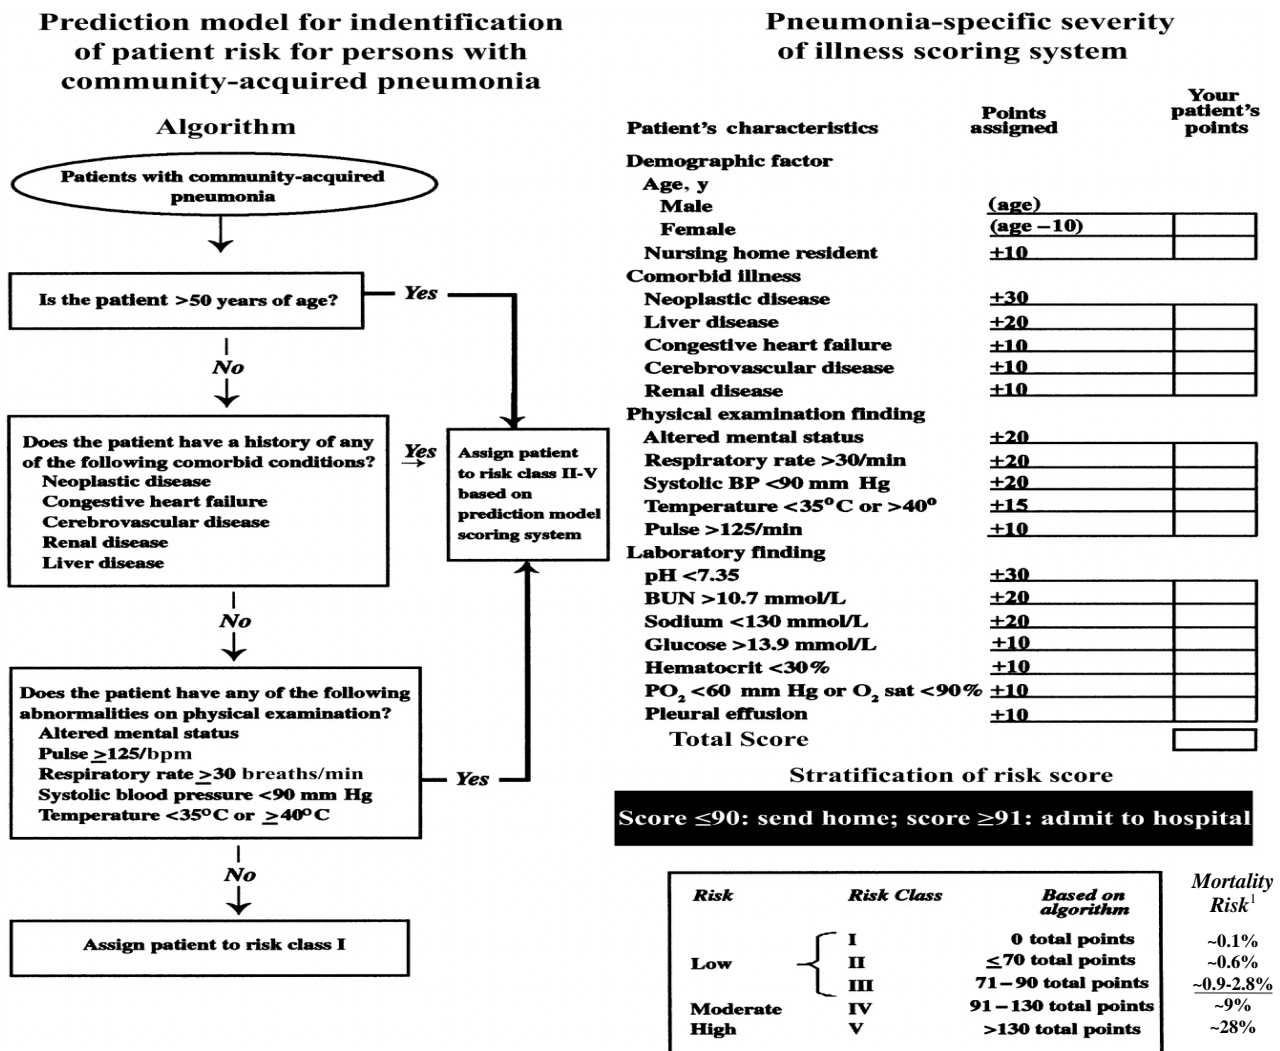 Prediction model for indentification
of patient risk for persons with
community-acquired pneumonia
Algorithm
Patients with community-acquired
pneumonia
Is the patient >50 years of age?
Yes
No
Does the patient have a history of any
of the following comorbid conditions?
Neoplastic disease
Congestive heart failure
Cerebrovascular disease
Renal disease
Liver disease
Yes
Assign patient
to risk class II-V
based on
prediction model
scoring system
No
Does the patient have any of the following
abnormalities on physical examination?
Altered mental status
Pulse ≥125/bpm
Respiratory rate ≥30 breaths/min
Systolic blood pressure <90 mm Hg
Temperature <35°C or ≥40°C
Yes
No
Assign patient to risk class I
Pneumonia-specific severity
of illness scoring system
Patient's characteristics Points assigned Your patient's points
Demographic factor
Age, y
Male (age)
Female (age −10)
Nursing home resident +10
Comorbid illness
Neoplastic disease +30
Liver disease +20
Congestive heart failure +10
Cerebrovascular disease +10
Renal disease +10
Physical examination finding
Altered mental status +20
Respiratory rate >30/min +20
Systolic BP <90 mm Hg +20
Temperature <35°C or >40° +15
Pulse >125/min +10
Laboratory finding
pH <7.35 +30
BUN >10.7 mmol/L +20
Sodium <130 mmol/L +20
Glucose >13.9 mmol/L +10
Hematocrit <30% +10
PO₂ <60 mm Hg or O₂ sat <90% +10
Pleural effusion +10
Total Score
Stratification of risk score
Score ≤90: send home; score ≥91: admit to hospital
Risk Risk Class Based on algorithm Mortality Risk¹
I 0 total points ~0.1%
Low II ≤70 total points ~0.6%
III 71−90 total points ~0.9-2.8%
Moderate IV 91−130 total points ~9%
High V >130 total points ~28%